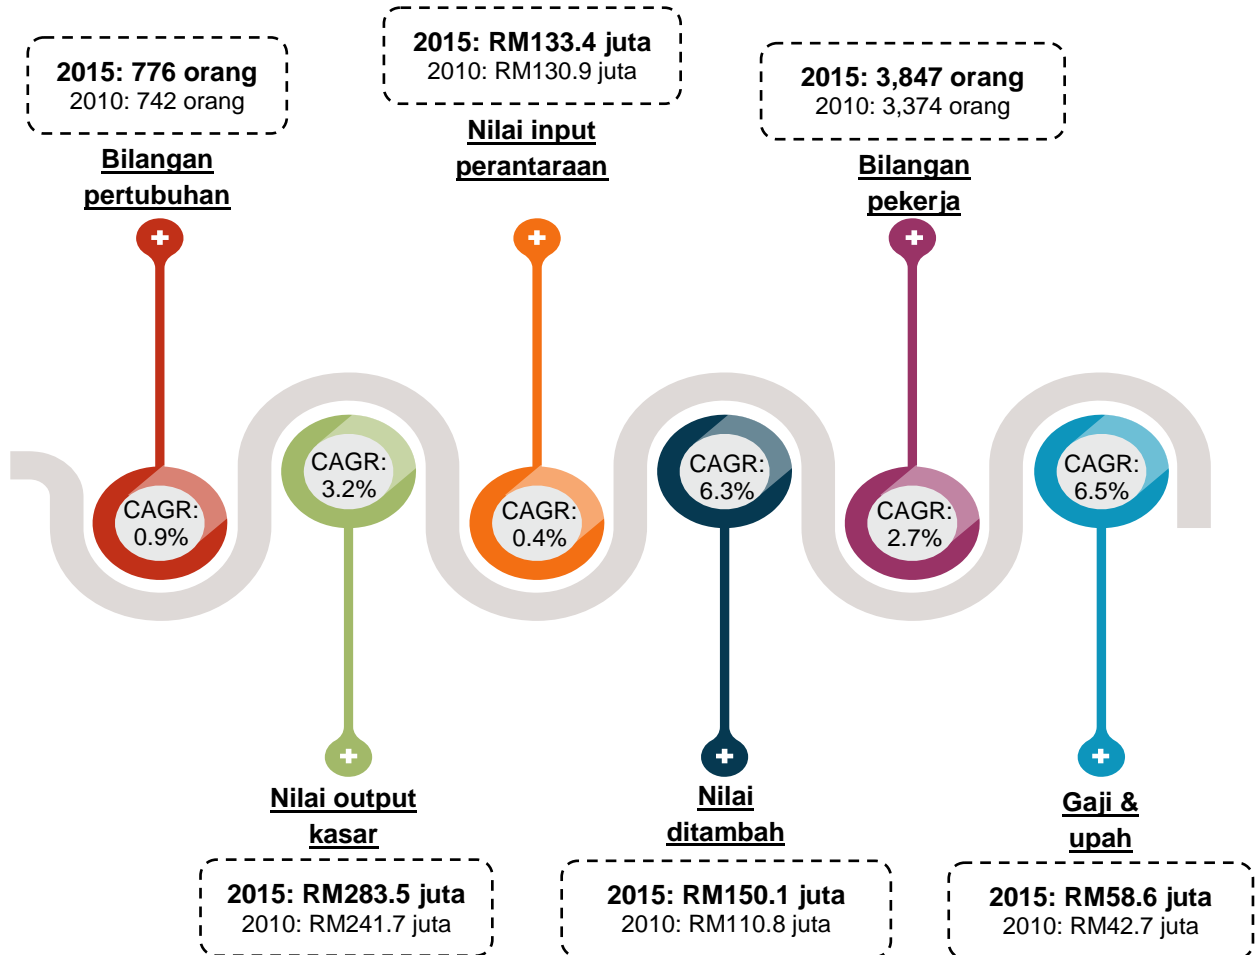 2015: 776 orang
2010: 742 orang
Bilangan
pertubuhan
2015: RM133.4 juta
2010: RM130.9 juta
Nilai input
perantaraan
2015: 3,847 orang
2010: 3,374 orang
Bilangan
pekerja
CAGR:
0.9%
CAGR:
3.2%
CAGR:
0.4%
CAGR:
6.3%
CAGR:
2.7%
CAGR:
6.5%
Nilai output
kasar
2015: RM283.5 juta
2010: RM241.7 juta
Nilai
ditambah
2015: RM150.1 juta
2010: RM110.8 juta
Gaji &
upah
2015: RM58.6 juta
2010: RM42.7 juta